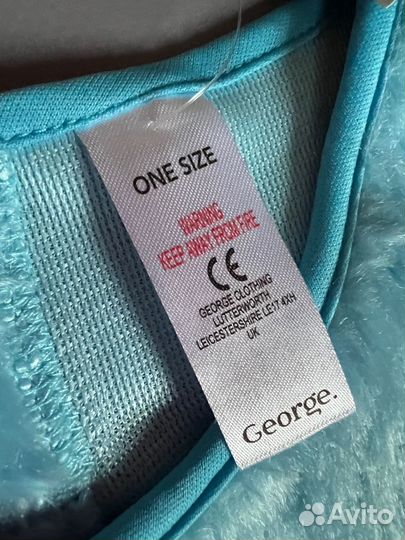 ONE SIZE
WARNING
KEEP AWAY FROM FIRE
CE
GEORGE CLOTHING
LUTTERWORTH
LEICESTERSHIRE LE17 4XH
UK
George.
Avito